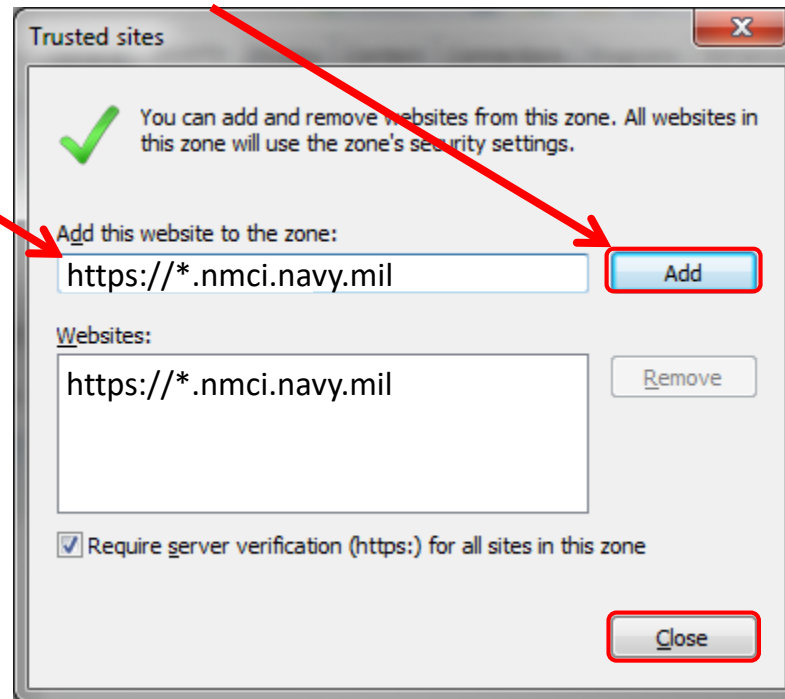 Trusted sites
You can add and remove websites from this zone. All websites in
this zone will use the zone's security settings.
Add this website to the zone:
https://*.nmci.navy.mil
Add
Websites:
https://*.nmci.navy.mil
Remove
Require server verification (https:) for all sites in this zone
Close